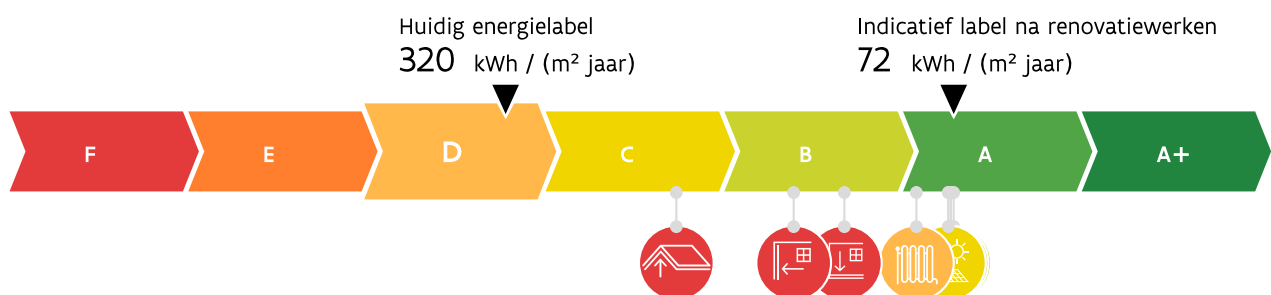 Huidig energielabel
320 kWh / (m² jaar)
Indicatief label na renovatiewerken
72 kWh / (m² jaar)
F E D C B A A+